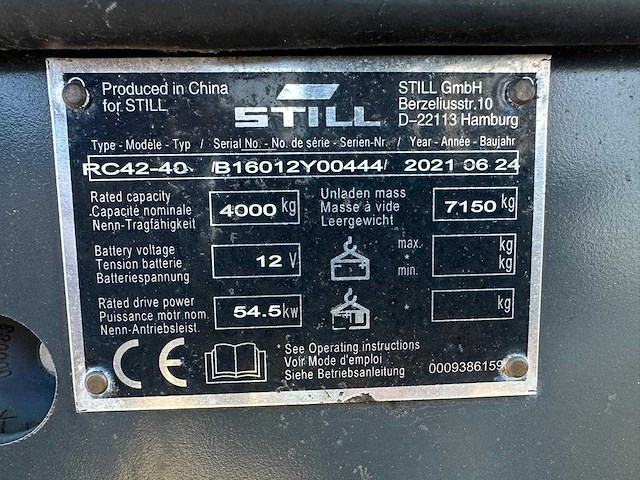 Produced in China
for STILL
STILL
STILL GmbH
Berzeliusstr.10
D-22113 Hamburg
Type - Modèle - Typ / Serial No. - No. de série - Serien-Nr. / Year - Année - Baujahr
RC42-40 /B16012Y00444/ 2021 06 24
Rated capacity
Capacité nominale
Nenn-Tragfähigkeit
4000 kg
Unladen mass
Masse à vide
Leergewicht
7150 kg
Battery voltage
Tension batterie
Batteriespannung
12 V
max. kg
* min. kg
Rated drive power
Puissance motr.nom.
Nenn-Antriebsleist.
54.5 kw
* kg
CE
* See Operating instructions
Voir Mode d'emploi
Siehe Betriebsanleitung
0009386159